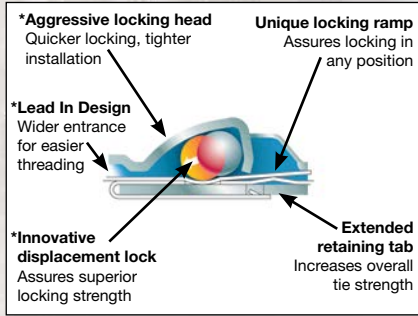 *Aggressive locking head
Quicker locking, tighter
installation
Unique locking ramp
Assures locking in
any position
*Lead In Design
Wider entrance
for easier
threading
*Innovative
displacement lock
Assures superior
locking strength
Extended
retaining tab
Increases overall
tie strength